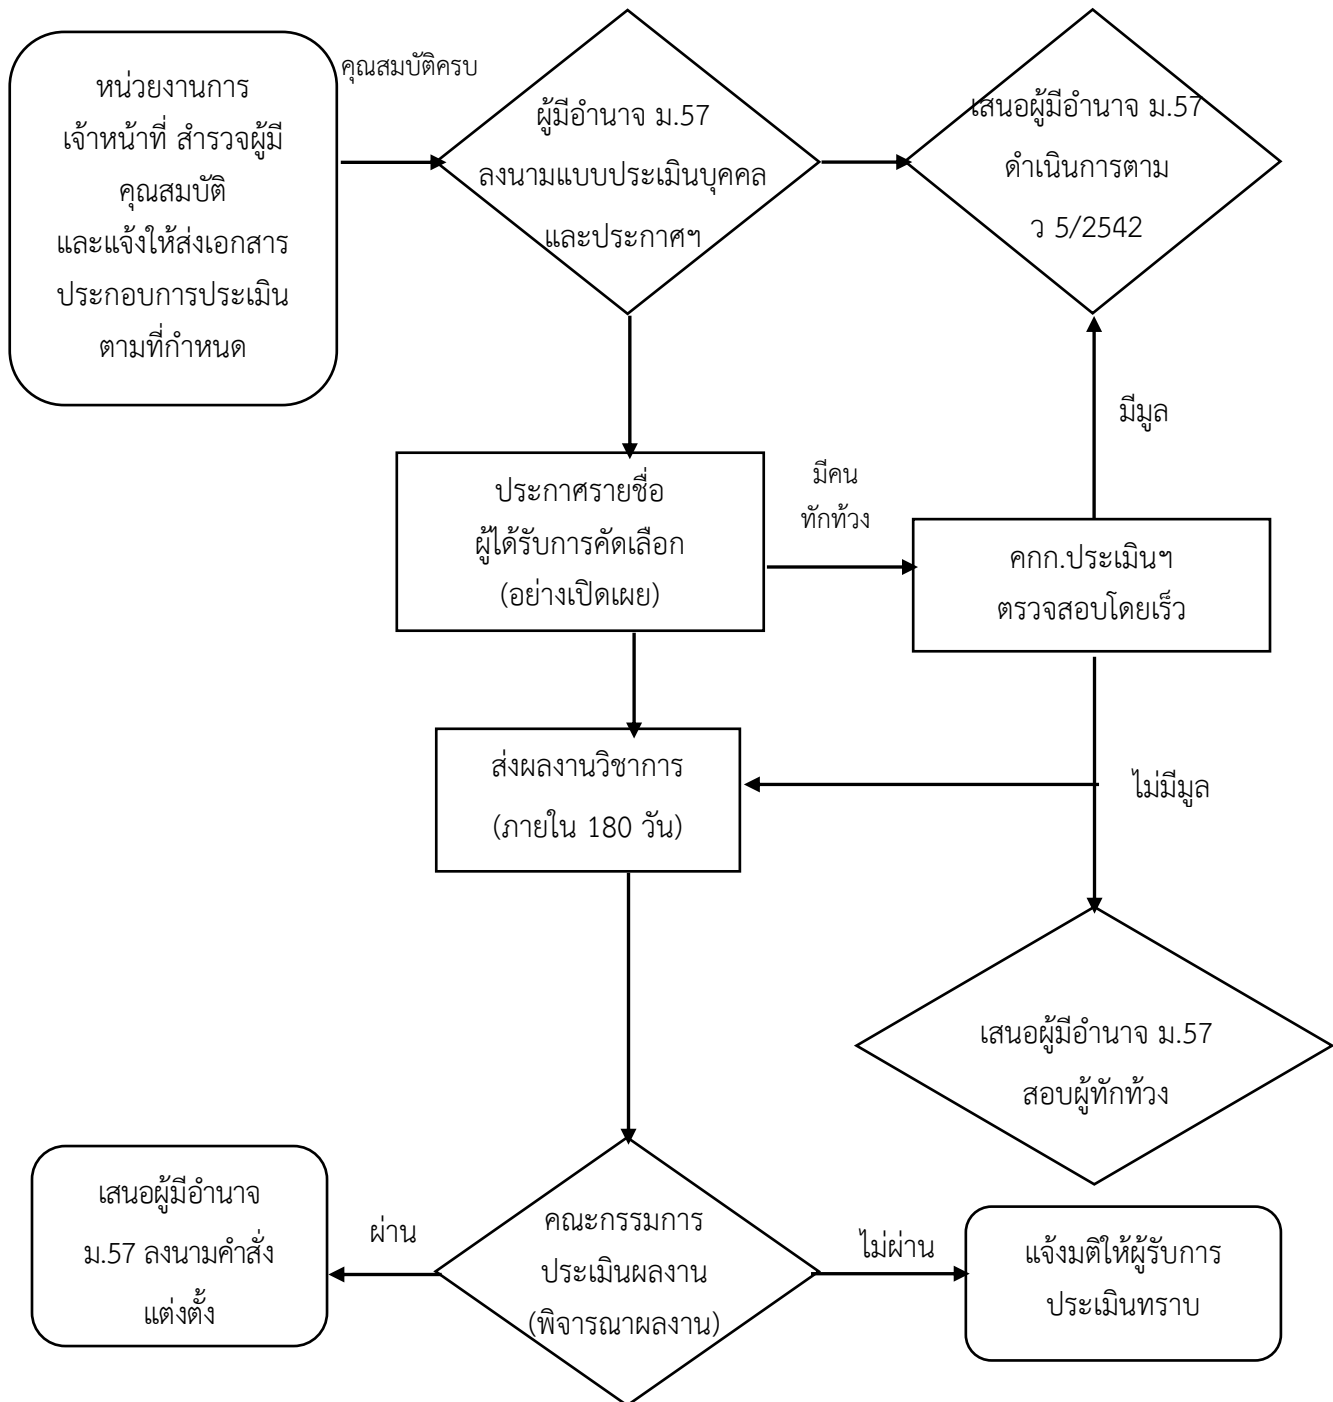 หน่วยงานการ
เจ้าหน้าที่ สำรวจผู้มี
คุณสมบัติ
และแจ้งให้ส่งเอกสาร
ประกอบการประเมิน
ตามที่กำหนด
คุณสมบัติครบ
ผู้มีอำนาจ ม.57
ลงนามแบบประเมินบุคคล
และประกาศฯ
เสนอผู้มีอำนาจ ม.57
ดำเนินการตาม
ว 5/2542
มีมูล
ประกาศรายชื่อ
ผู้ได้รับการคัดเลือก
(อย่างเปิดเผย)
มีคน
ทักท้วง
คกก.ประเมินฯ
ตรวจสอบโดยเร็ว
ส่งผลงานวิชาการ
(ภายใน 180 วัน)
ไม่มีมูล
เสนอผู้มีอำนาจ ม.57
สอบผู้ทักท้วง
เสนอผู้มีอำนาจ
ม.57 ลงนามคำสั่ง
แต่งตั้ง
ผ่าน
คณะกรรมการ
ประเมินผลงาน
(พิจารณาผลงาน)
ไม่ผ่าน
แจ้งมติให้ผู้รับการ
ประเมินทราบ